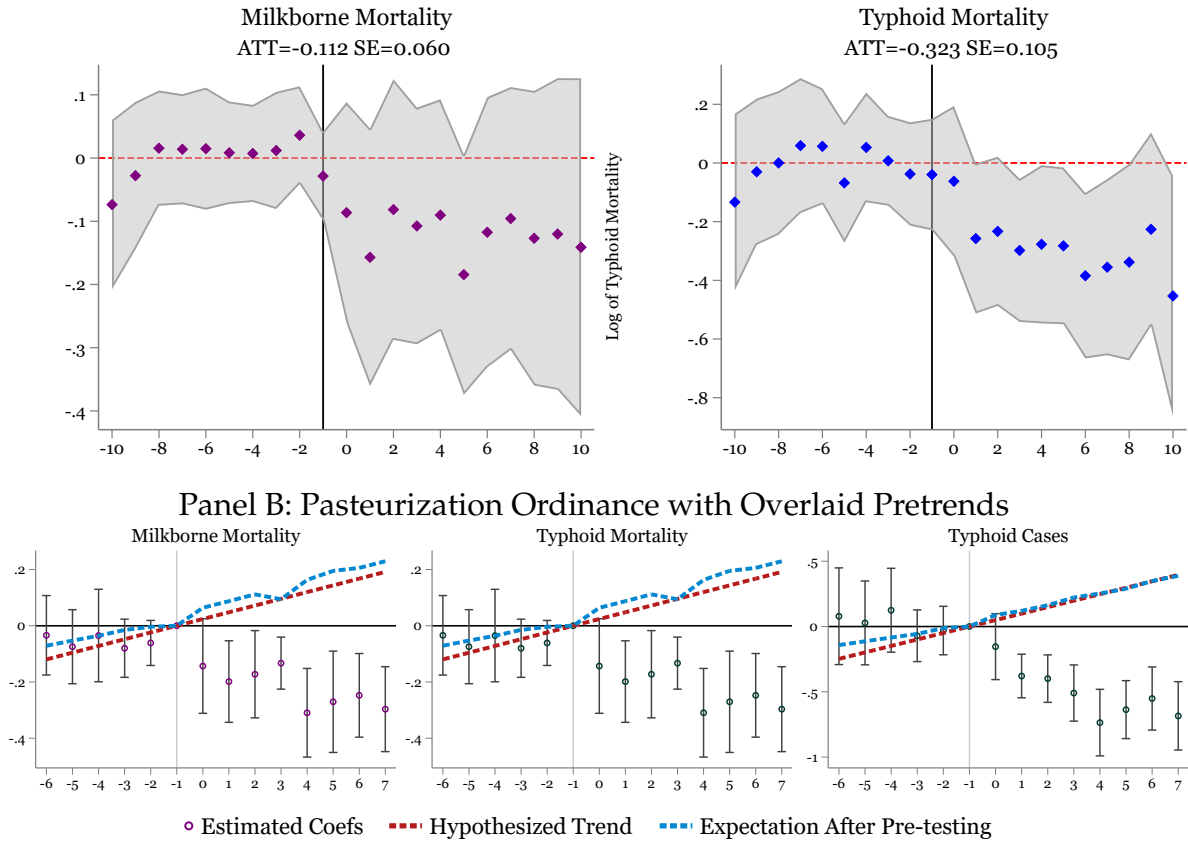 Milkborne Mortality
ATT=-0.112 SE=0.060
.1
0
-.1
-.2
-.3
-.4
-10 -8 -6 -4 -2 0 2 4 6 8 10
Typhoid Mortality
ATT=-0.323 SE=0.105
Log of Typhoid Mortality
.2
0
-.2
-.4
-.6
-.8
-10 -8 -6 -4 -2 0 2 4 6 8 10
Panel B: Pasteurization Ordinance with Overlaid Pretrends
Milkborne Mortality
.2
0
-.2
-.4
-6 -5 -4 -3 -2 -1 0 1 2 3 4 5 6 7
Typhoid Mortality
.2
0
-.2
-.4
-6 -5 -4 -3 -2 -1 0 1 2 3 4 5 6 7
Typhoid Cases
.5
0
-.5
-1
-6 -5 -4 -3 -2 -1 0 1 2 3 4 5 6 7
Estimated Coefs Hypothesized Trend Expectation After Pre-testing